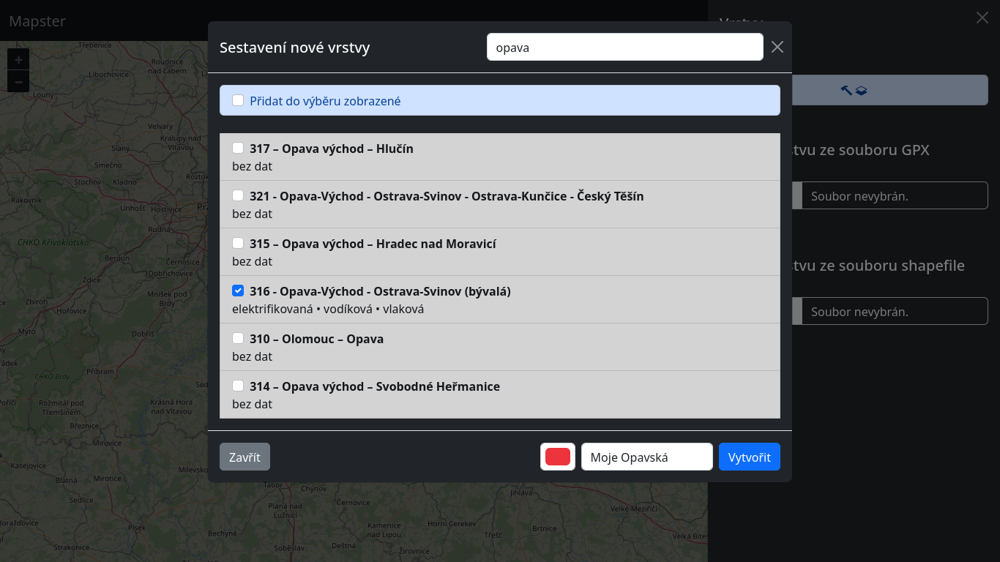 Mapster
Vrstvy
Sestavení nové vrstvy
opava
Přidat do výběru zobrazené
317 – Opava východ – Hlučín
bez dat
321 - Opava-Východ - Ostrava-Svinov - Ostrava-Kunčice - Český Těšín
bez dat
315 – Opava východ – Hradec nad Moravicí
bez dat
316 - Opava-Východ - Ostrava-Svinov (bývalá)
elektrifikovaná • vodíková • vlaková
310 – Olomouc – Opava
bez dat
314 – Opava východ – Svobodné Heřmanice
bez dat
Zavřít
Moje Opavská
Vytvořit
stvu ze souboru GPX
Soubor nevybrán.
stvu ze souboru shapefile
Soubor nevybrán.
+
−
Třebenice
Roudnice
nad Labem
Libochovice
Louny
Velvary
Kralupy nad
Vltavou
Slaný
Smečno
Stochov
Kladno
Roztok
Rakovník
Unhošť
Hostivice
Rudná
CHKO Křivoklátsko
Beroun
Černošice
Dobřichovice
Zdice
Mníšek pod
Brdy
Zbiroh
Hořovice
Mýto
Dobříš
CHKO Brdy
Příbram
Rožmitál pod
Třemšínem
Krásná Hora
nad Vltavou
Březnice
Mirovice
Kasejovice
Milevsko
Blatná
Mirotice
Sedlice
Horažďovice
Písek
Strakonice
Bechyně
Tábor
Chýnov
Planá nad
Lužnicí
Černovice
Soběslav
Deštná
Kamenice
nad Lipou
Žirovnice
Horní Cerekev
Třešť
Jihlava
Brtnice
Velké Meziříčí
Velká Bíteš